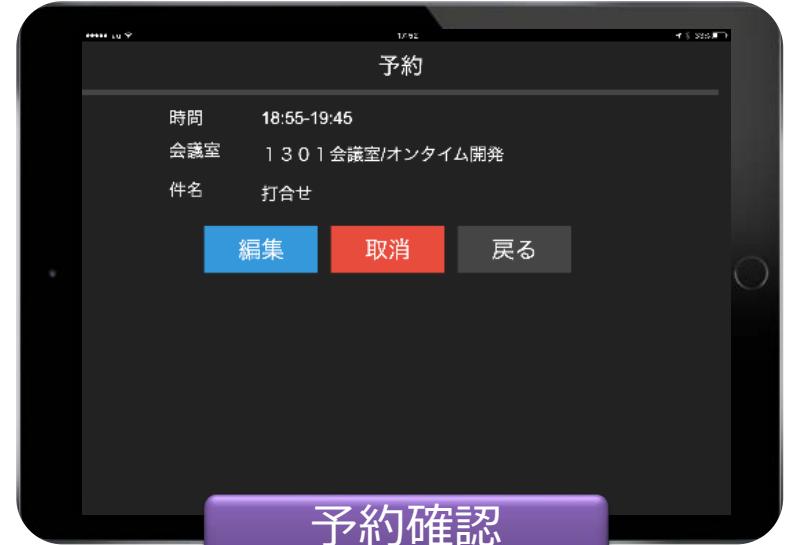 17:52
予約
時間 18:55-19:45
会議室 1301会議室/オンタイム開発
件名 打合せ
編集 取消 戻る
予約確認